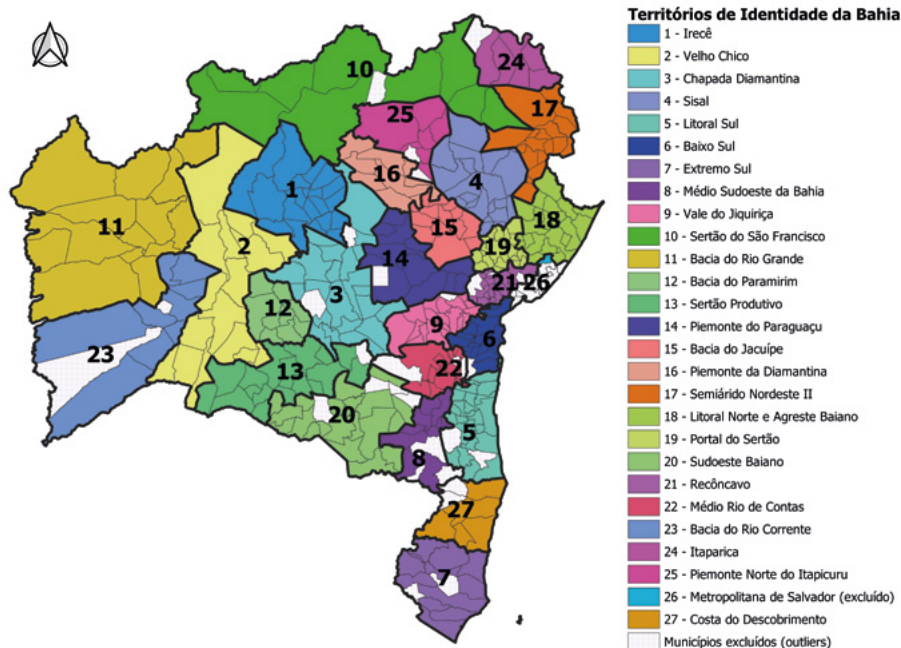 Territórios de Identidade da Bahia
1 - Irecê
2 - Velho Chico
3 - Chapada Diamantina
4 - Sisal
5 - Litoral Sul
6 - Baixo Sul
7 - Extremo Sul
8 - Médio Sudoeste da Bahia
9 - Vale do Jiquiriça
10 - Sertão do São Francisco
11 - Bacia do Rio Grande
12 - Bacia do Paramirim
13 - Sertão Produtivo
14 - Piemonte do Paraguaçu
15 - Bacia do Jacuípe
16 - Piemonte da Diamantina
17 - Semiárido Nordeste II
18 - Litoral Norte e Agreste Baiano
19 - Portal do Sertão
20 - Sudoeste Baiano
21 - Recôncavo
22 - Médio Rio de Contas
23 - Bacia do Rio Corrente
24 - Itaparica
25 - Piemonte Norte do Itapicuru
26 - Metropolitana de Salvador (excluído)
27 - Costa do Descobrimento
Municípios excluídos (outliers)
24
10
17
25
16
4
1
18
15
11
2
19
14
21
26
3
12
9
6
23
13
22
20
5
8
27
7